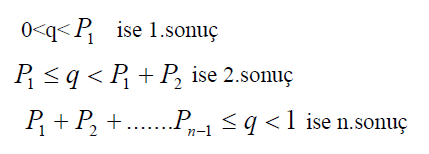 0<q<P₁ ise 1.sonuç
P₁ ≤ q < P₁ + P₂ ise 2.sonuç
P₁ + P₂ + .......Pₙ₋₁ ≤ q < 1 ise n.sonuç